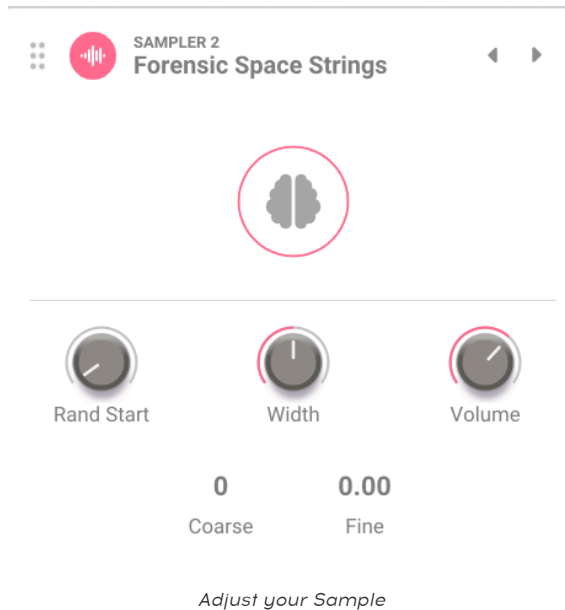 SAMPLER 2
Forensic Space Strings
Rand Start Width Volume
0 0.00
Coarse Fine
Adjust your Sample